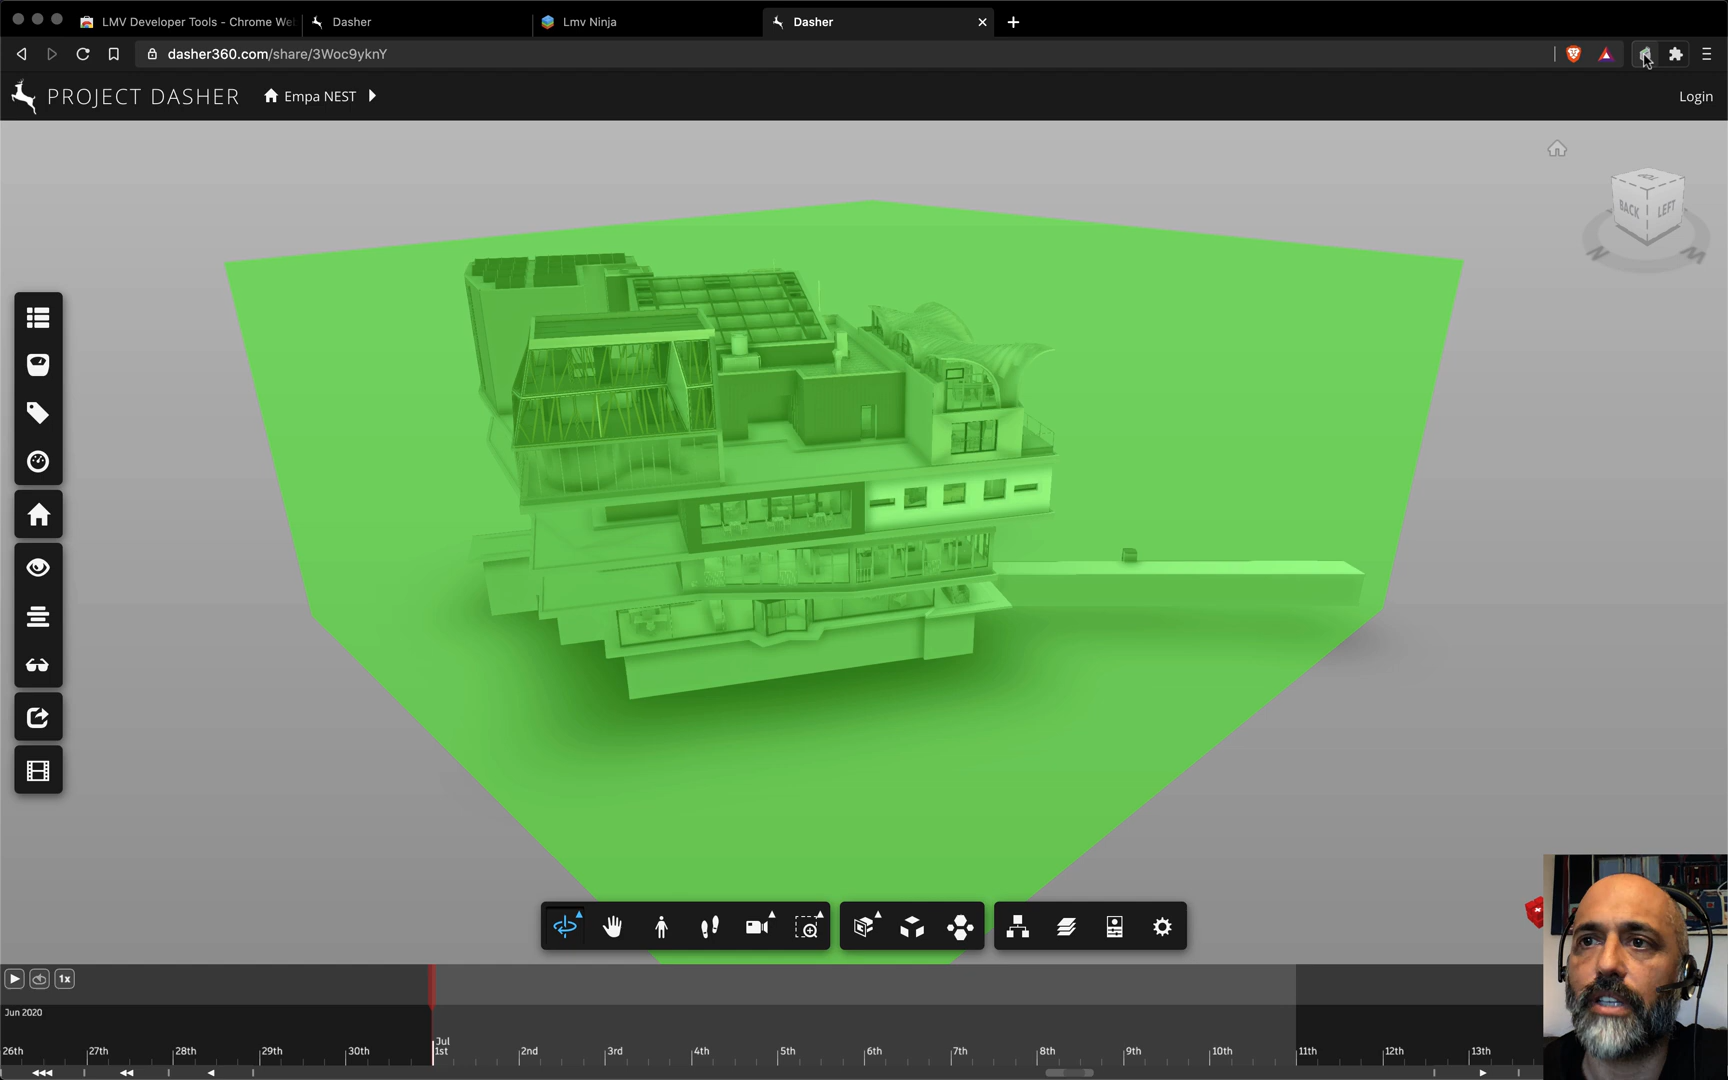 LMV Developer Tools - Chrome We
Dasher
Lmv Ninja
Dasher
dasher360.com/share/3Woc9yknY
PROJECT DASHER
Empa NEST
Login
TOP
BACK
LEFT
N
1x
Jun 2020
Jul
26th
27th
28th
29th
30th
1st
2nd
3rd
4th
5th
6th
7th
8th
9th
10th
11th
12th
13th